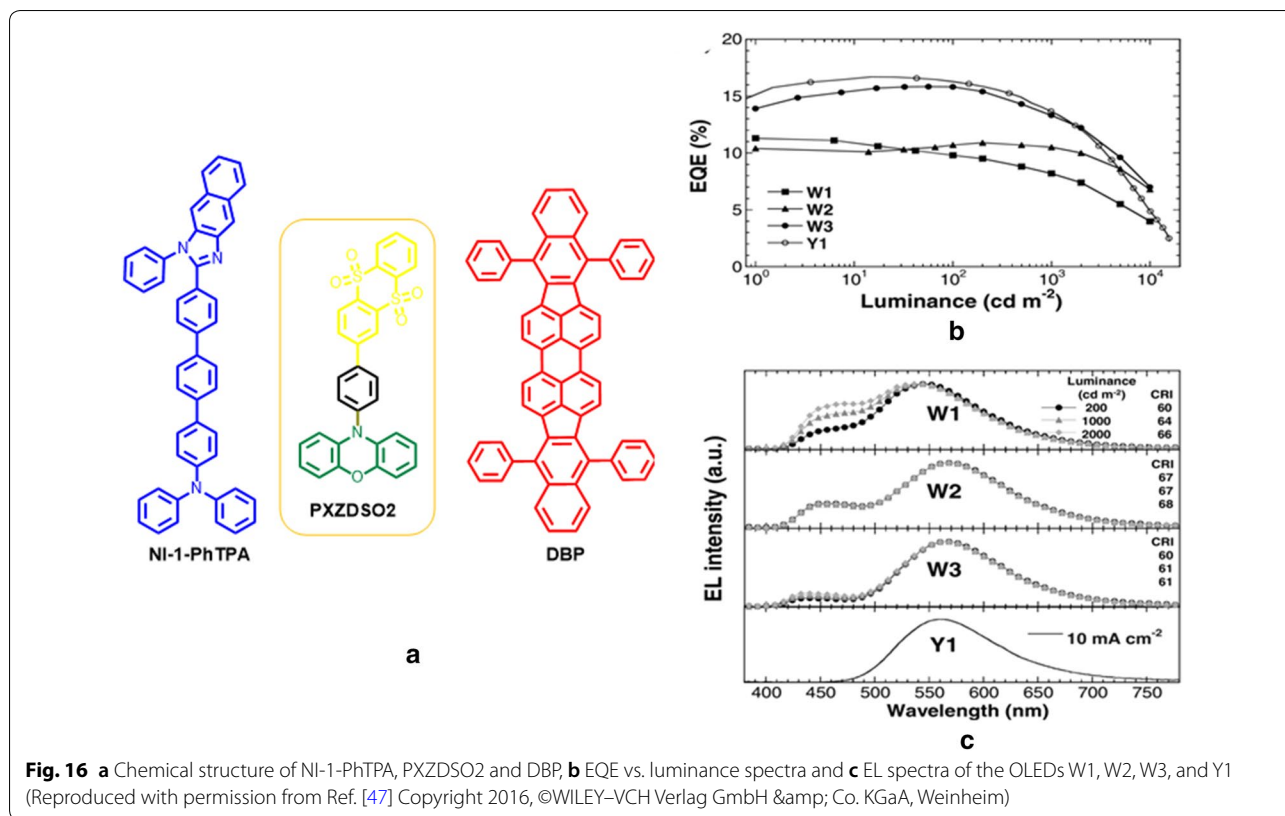 N
N
NI-1-PhTPA
N
O
O
S
S
O
O
N
O
PXZDSO2
DBP
a
20
15
10
5
0
EQE (%)
W1
W2
W3
Y1
10⁰
10¹
10²
10³
10⁴
Luminance (cd m⁻²)
b
EL intensity (a.u.)
W1
Luminance
(cd m⁻²)
CRI
200
60
1000
64
2000
66
W2
CRI
67
67
68
W3
CRI
60
61
61
Y1
10 mA cm⁻²
400 450 500 550 600 650 700 750
Wavelength (nm)
c
Fig. 16 a Chemical structure of NI-1-PhTPA, PXZDSO2 and DBP, b EQE vs. luminance spectra and c EL spectra of the OLEDs W1, W2, W3, and Y1
(Reproduced with permission from Ref. [47] Copyright 2016, ©WILEY–VCH Verlag GmbH &amp; Co. KGaA, Weinheim)